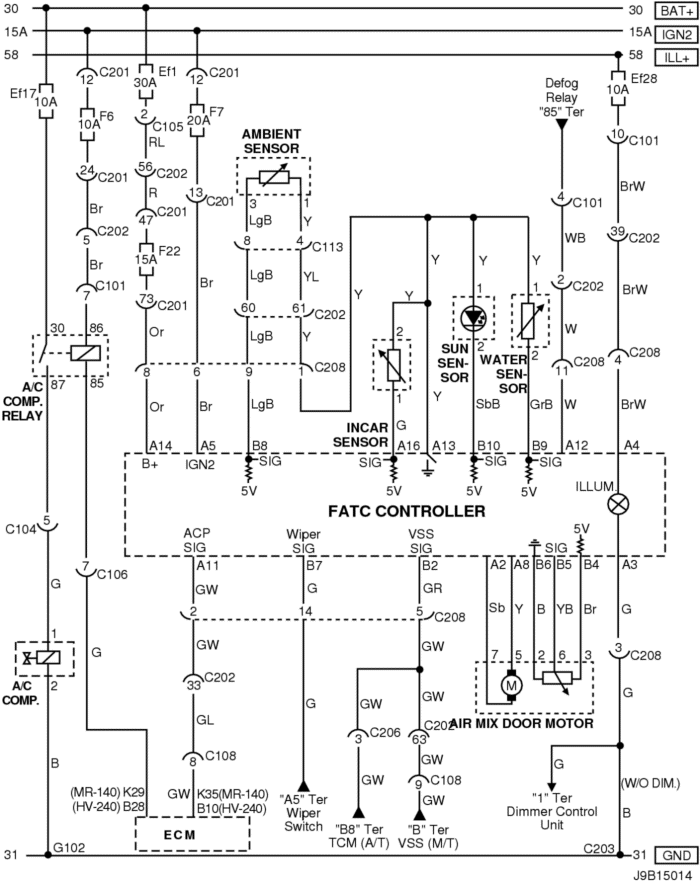 30 30 BAT+
15A 15A IGN2
58 58 ILL+
Ef17 10A
12 C201
Ef1 30A
12 C201
Ef28 10A
F6 10A
2 C105
F7 20A
Defog
Relay
"85" Ter
RL
AMBIENT
SENSOR
10 C101
24 C201
56 C202
R
13 C201
3 1
LgB Y
4 C101
BrW
Br
47 C201
8 4 C113
WB
39 C202
5 C202
F22 15A
Br
LgB YL
Y Y Y Y
Br
7 C101
73 C201
60 61 C202
2 C202
BrW
Or
LgB Y
W
30 86
87 85
A/C
COMP.
RELAY
8 6 9 1 C208
11 C208
4 C208
2 1
INCAR
SENSOR
G Y
1 2
SUN
SEN-
SOR
SbB
1 2
WATER
SEN-
SOR
GrB
Or Br LgB
W BrW
A14 A5 B8 A16 A13 B10 B9 A12 A4
B+ IGN2 SIG SIG SIG SIG
5V 5V 5V 5V
ILLUM.
FATC CONTROLLER
ACP
SIG
Wiper
SIG
VSS
SIG
SIG 5V
A11 B7 B2 A2 A8 B6 B5 B4 A3
5 C104
7 C106
GW G GR
Sb Y B YB Br G
2 14 5 C208
G
1 2
A/C
COMP.
G
GW GW
7 5 2 6 3
M
AIR MIX DOOR MOTOR
3 C208
33 C202
G
GW GW
G
GL
3 C206
63 C202
8 C108
GW GW
9 C108
B
G
(W/O DIM.)
(MR-140) K29
(HV-240) B28
GW K35(MR-140)
B10(HV-240)
GW
B
ECM
"A5" Ter
Wiper
Switch
"B8" Ter
TCM (A/T)
"B" Ter
VSS (M/T)
"1" Ter
Dimmer Control
Unit
31 G102 C203 31 GND
J9B15014